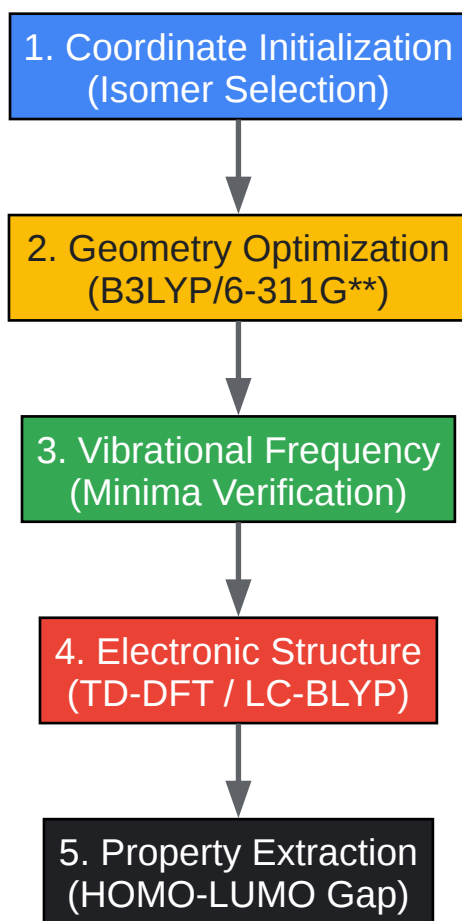 1. Coordinate Initialization
(Isomer Selection)
2. Geometry Optimization
(B3LYP/6-311G**)
3. Vibrational Frequency
(Minima Verification)
4. Electronic Structure
(TD-DFT / LC-BLYP)
5. Property Extraction
(HOMO-LUMO Gap)